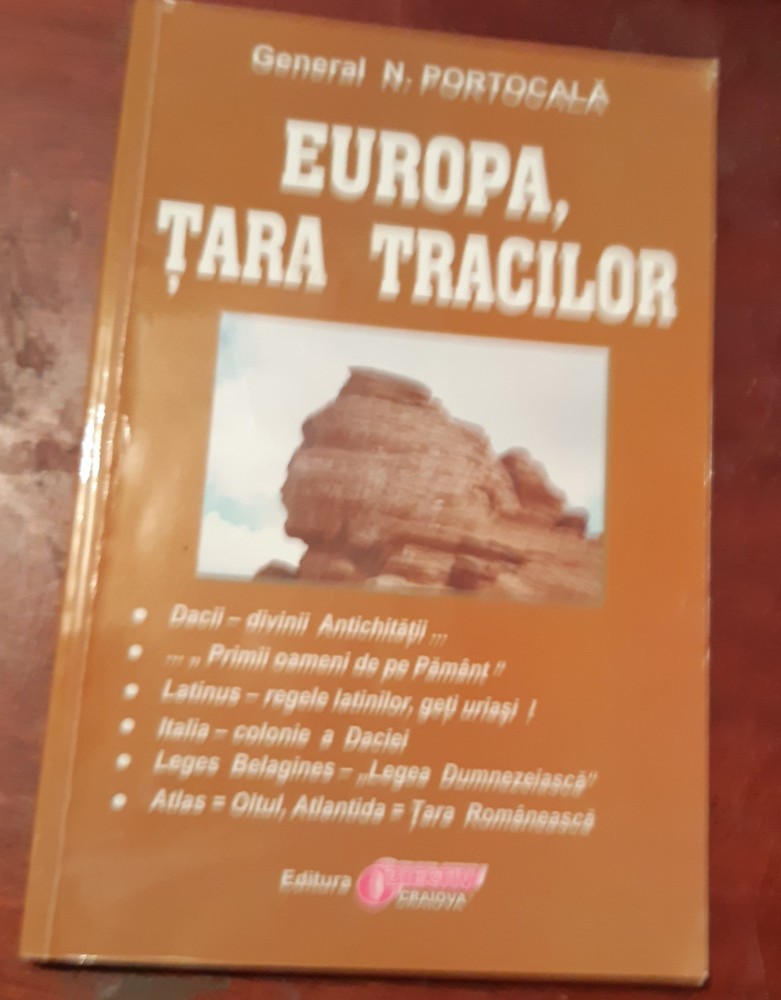 General N. PORTOCALĂ
EUROPA,
ȚARA TRACILOR
• Dacii – divinii Antichității ...
• ... „ Primii oameni de pe Pământ "
• Latinus – regele latinilor, geți uriași !
• Italia – colonie a Daciei
• Leges Belagines – „Legea Dumnezeiască"
• Atlas = Oltul, Atlantida = Țara Românească
Editura
CRAIOVA